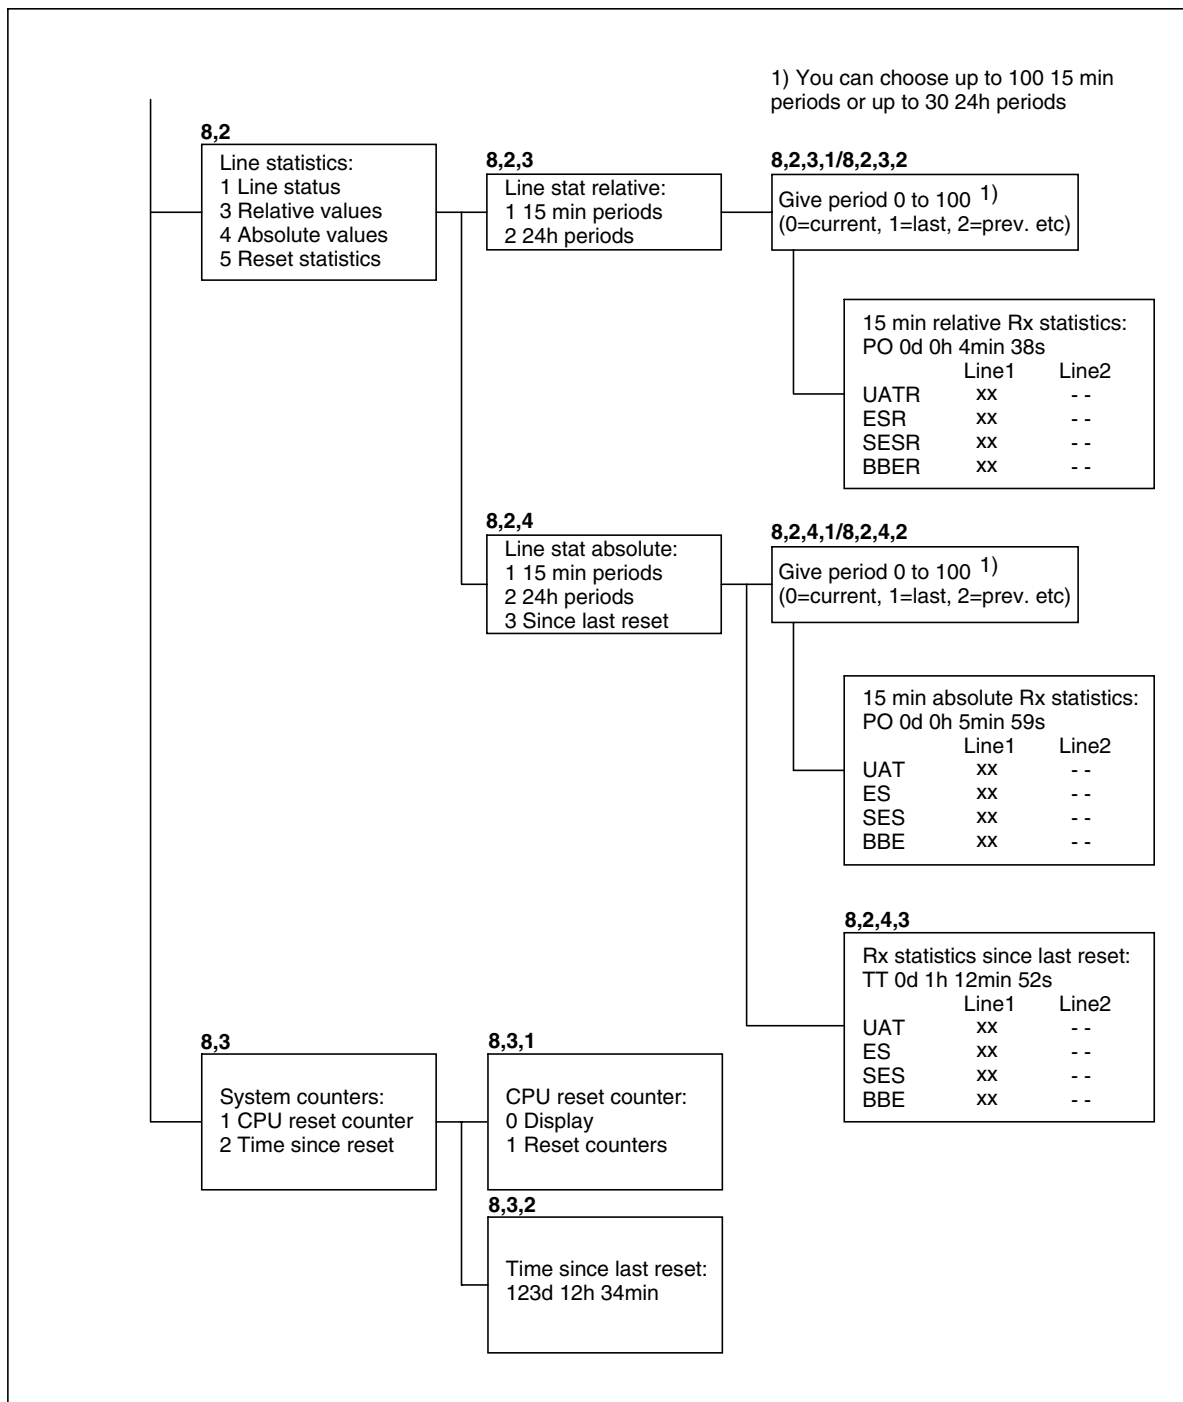 1) You can choose up to 100 15 min
periods or up to 30 24h periods
8,2
Line statistics:
1 Line status
3 Relative values
4 Absolute values
5 Reset statistics
8,2,3
Line stat relative:
1 15 min periods
2 24h periods
8,2,3,1/8,2,3,2
Give period 0 to 100 1)
(0=current, 1=last, 2=prev. etc)
15 min relative Rx statistics:
PO 0d 0h 4min 38s
Line1 Line2
UATR xx - -
ESR xx - -
SESR xx - -
BBER xx - -
8,2,4
Line stat absolute:
1 15 min periods
2 24h periods
3 Since last reset
8,2,4,1/8,2,4,2
Give period 0 to 100 1)
(0=current, 1=last, 2=prev. etc)
15 min absolute Rx statistics:
PO 0d 0h 5min 59s
Line1 Line2
UAT xx - -
ES xx - -
SES xx - -
BBE xx - -
8,2,4,3
Rx statistics since last reset:
TT 0d 1h 12min 52s
Line1 Line2
UAT xx - -
ES xx - -
SES xx - -
BBE xx - -
8,3
System counters:
1 CPU reset counter
2 Time since reset
8,3,1
CPU reset counter:
0 Display
1 Reset counters
8,3,2
Time since last reset:
123d 12h 34min